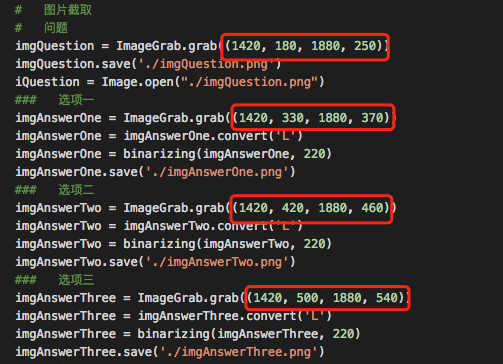 #   图片截取
#   问题
imgQuestion = ImageGrab.grab((1420, 180, 1880, 250))
imgQuestion.save('./imgQuestion.png')
iQuestion = Image.open("./imgQuestion.png")
###   选项一
imgAnswerOne = ImageGrab.grab((1420, 330, 1880, 370))
imgAnswerOne = imgAnswerOne.convert('L')
imgAnswerOne = binarizing(imgAnswerOne, 220)
imgAnswerOne.save('./imgAnswerOne.png')
###   选项二
imgAnswerTwo = ImageGrab.grab((1420, 420, 1880, 460))
imgAnswerTwo = imgAnswerTwo.convert('L')
imgAnswerTwo = binarizing(imgAnswerTwo, 220)
imgAnswerTwo.save('./imgAnswerTwo.png')
###   选项三
imgAnswerThree = ImageGrab.grab((1420, 500, 1880, 540))
imgAnswerThree = imgAnswerThree.convert('L')
imgAnswerThree = binarizing(imgAnswerThree, 220)
imgAnswerThree.save('./imgAnswerThree.png')